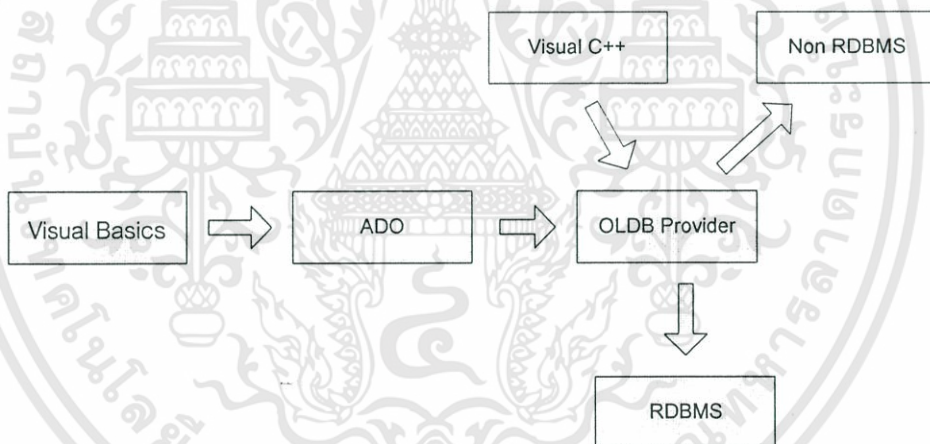 Visual C++
Non RDBMS
Visual Basics
ADO
OLDB Provider
RDBMS